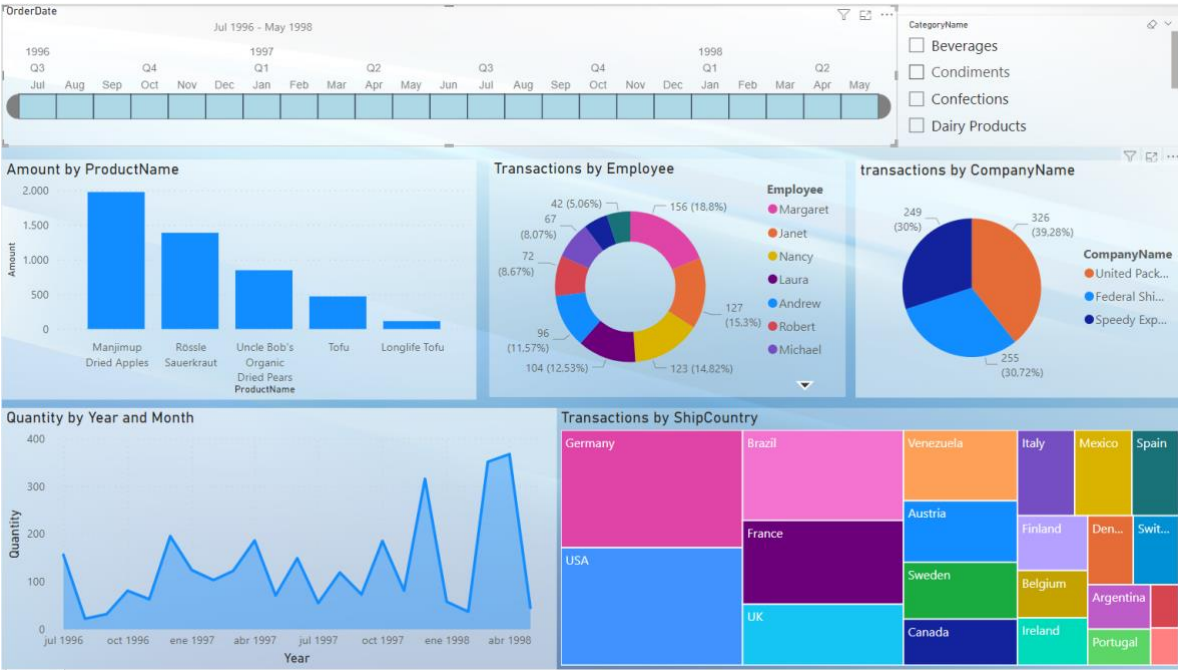 OrderDate
Jul 1996 - May 1998
1996 1997 1998
Q3 Q4 Q1 Q2 Q3 Q4 Q1 Q2
Jul Aug Sep Oct Nov Dec Jan Feb Mar Apr May Jun Jul Aug Sep Oct Nov Dec Jan Feb Mar Apr May
CategoryName
Beverages
Condiments
Confections
Dairy Products
Amount by ProductName
Amount
2.000
1.500
1.000
500
0
Manjimup
Dried Apples
Rössle
Sauerkraut
Uncle Bob's
Organic
Dried Pears
Tofu
Longlife Tofu
ProductName
Transactions by Employee
42 (5,06%)
156 (18.8%)
67
(8.07%)
72
(8.67%)
127
(15,3%)
96
(11,57%)
104 (12,53%)
123 (14,82%)
Employee
Margaret
Janet
Nancy
Laura
Andrew
Robert
Michael
transactions by CompanyName
249
(30%)
326
(39,28%)
255
(30,72%)
CompanyName
United Pack...
Federal Shi...
Speedy Exp...
Quantity by Year and Month
Quantity
400
300
200
100
0
jul 1996 oct 1996 ene 1997 abr 1997 jul 1997 oct 1997 ene 1998 abr 1998
Year
Transactions by ShipCountry
Germany
USA
Brazil
France
UK
Venezuela
Austria
Sweden
Canada
Italy
Mexico
Spain
Finland
Den...
Swit...
Belgium
Argentina
Ireland
Portugal